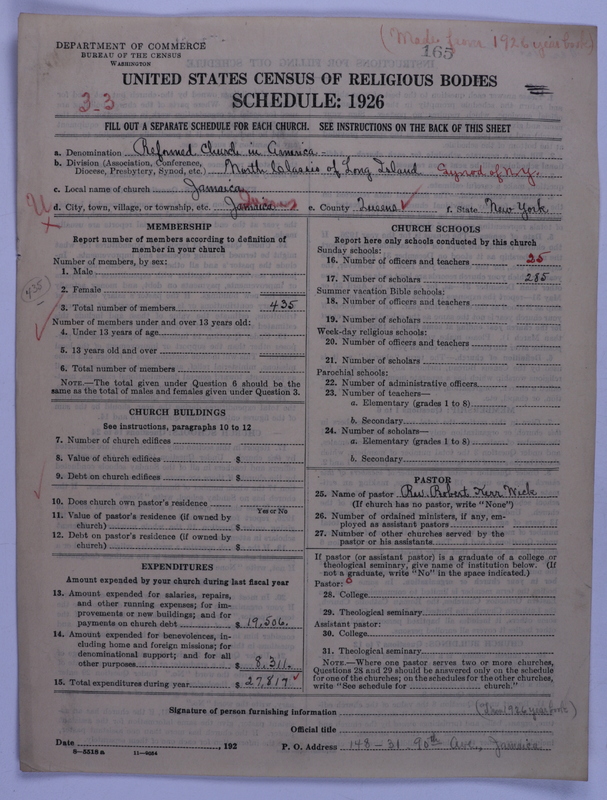 (Made from 1926 yearbook)
165
DEPARTMENT OF COMMERCE
BUREAU OF THE CENSUS
WASHINGTON
UNITED STATES CENSUS OF RELIGIOUS BODIES
3-3
SCHEDULE: 1926
FILL OUT A SEPARATE SCHEDULE FOR EACH CHURCH. SEE INSTRUCTIONS ON THE BACK OF THIS SHEET
a. Denomination Reformed Church in America -
b. Division (Association, Conference, Diocese, Presbytery, Synod, etc.) North Classis of Long Island Synod of N.Y.
c. Local name of church Jamaica
d. City, town, village, or township, etc. Jamaica Queens e. County Queens f. State New York
U
MEMBERSHIP
Report number of members according to definition of
member in your church
Number of members, by sex:
1. Male
2. Female
435
3. Total number of members 435
Number of members under and over 13 years old:
4. Under 13 years of age
5. 13 years old and over
6. Total number of members
NOTE.—The total given under Question 6 should be the
same as the total of males and females given under Question 3.
CHURCH BUILDINGS
See instructions, paragraphs 10 to 12
7. Number of church edifices
8. Value of church edifices $
9. Debt on church edifices $
10. Does church own pastor's residence
Yes or No
11. Value of pastor's residence (if owned by
church) $
12. Debt on pastor's residence (if owned by
church) $
EXPENDITURES
Amount expended by your church during last fiscal year
13. Amount expended for salaries, repairs,
and other running expenses; for im-
provements or new buildings; and for
payments on church debt $ 19,506.
14. Amount expended for benevolences, in-
cluding home and foreign missions; for
denominational support; and for all
other purposes $ 8,311.
15. Total expenditures during year $ 27,817
CHURCH SCHOOLS
Report here only schools conducted by this church
Sunday schools:
16. Number of officers and teachers 25
17. Number of scholars 285
Summer vacation Bible schools:
18. Number of officers and teachers
19. Number of scholars
Week-day religious schools:
20. Number of officers and teachers
21. Number of scholars
Parochial schools:
22. Number of administrative officers
23. Number of teachers—
a. Elementary (grades 1 to 8)
b. Secondary
24. Number of scholars—
a. Elementary (grades 1 to 8)
b. Secondary
PASTOR
25. Name of pastor Rev. Robert Kerr Wick
(If church has no pastor, write "None")
26. Number of ordained ministers, if any, em-
ployed as assistant pastors
27. Number of other churches served by the
pastor or his assistants
If pastor (or assistant pastor) is a graduate of a college or
theological seminary, give name of institution below. (If
not a graduate, write "No" in the space indicated.)
Pastor:
28. College
29. Theological seminary
Assistant pastor:
30. College
31. Theological seminary
NOTE.—Where one pastor serves two or more churches,
Questions 28 and 29 should be answered only on the schedule
for one of the churches; on the schedules for the other churches,
write "See schedule for church."
Signature of person furnishing information (From 1926 yearbook)
Official title
Date , 192 P. O. Address 148-31 90th Ave., Jamaica
8-5318a 11-9664